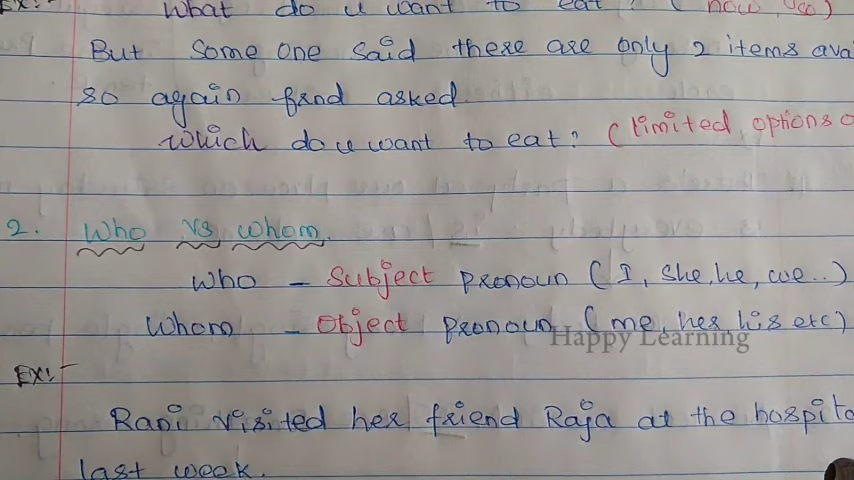 Ex:- What do u want to eat? (
But Some one said there are only 2 items ava
so again frnd asked
which do u want to eat? (limited, options o
2. Who vs whom.
who - Subject pronoun (I, she, he, we..)
Whom - Object pronoun (me, her, his etc)
Happy Learning
Ex:-
Rani visited her friend Raja at the hospita
last week.